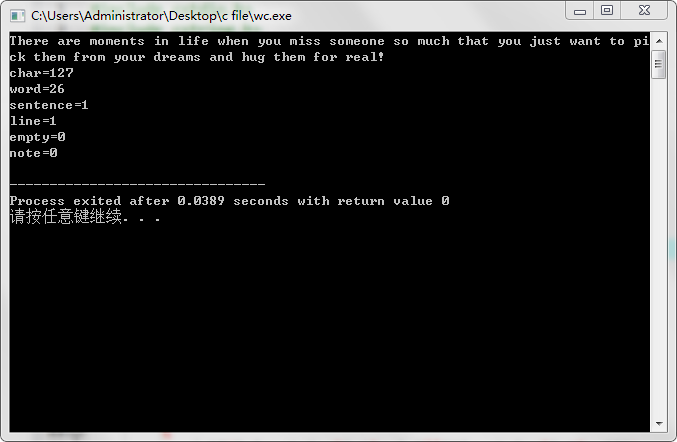 C:\Users\Administrator\Desktop\c file\wc.exe
There are moments in life when you miss someone so much that you just want to pi
ck them from your dreams and hug them for real!
char=127
word=26
sentence=1
line=1
empty=0
note=0
--------------------------------
Process exited after 0.0389 seconds with return value 0
请按任意键继续. . .